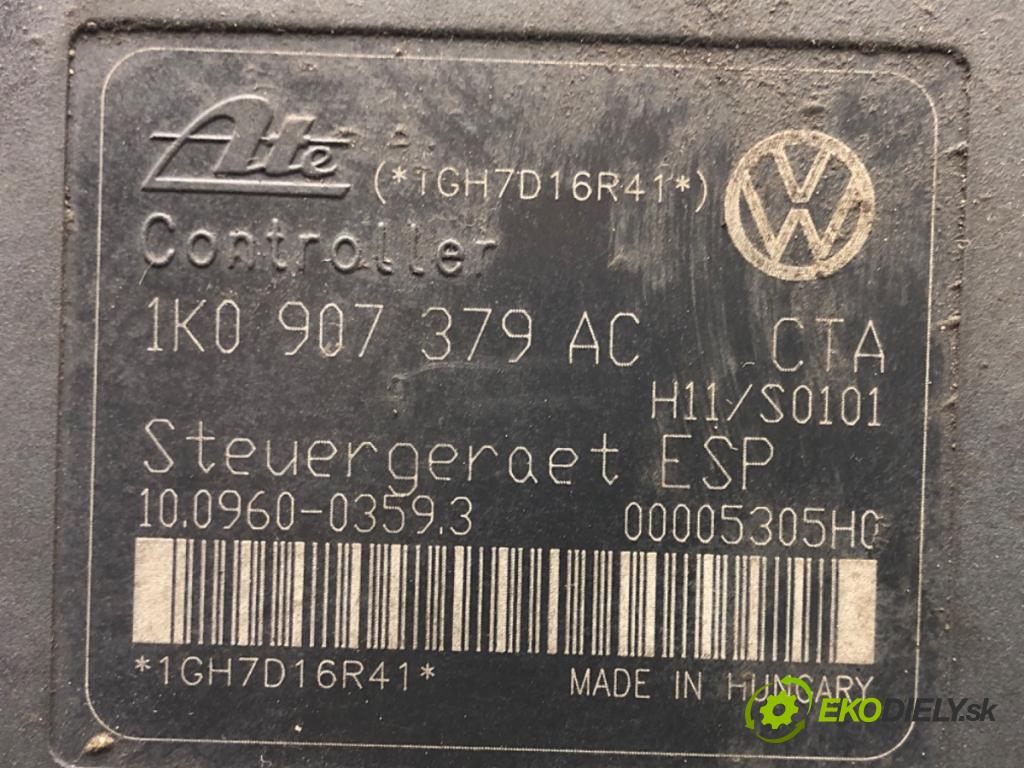 Ate
(*1GH7D16R41*)
VW
Controller
1K0 907 379 AC CTA
H11/S0101
Steuergeraet ESP
10.0960-0359.3 00005305H0
*1GH7D16R41* MADE IN HUNGARY
EKODIELY.sk